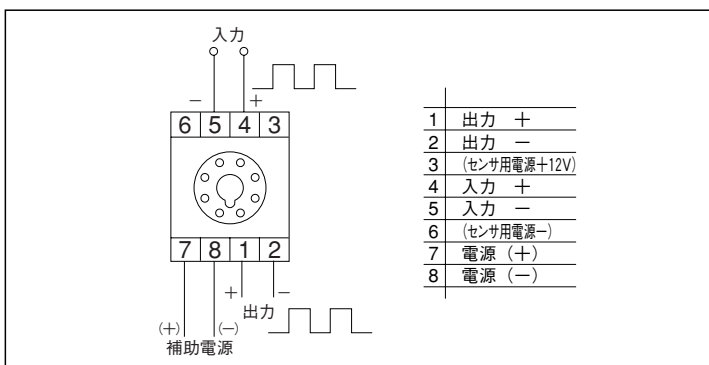 入力
− +
6 5 4 3
7 8 1 2
+ −
出力
(+) (−)
補助電源
1 出力 +
2 出力 −
3 (センサ用電源+12V)
4 入力 +
5 入力 −
6 (センサ用電源−)
7 電源 (+)
8 電源 (−)